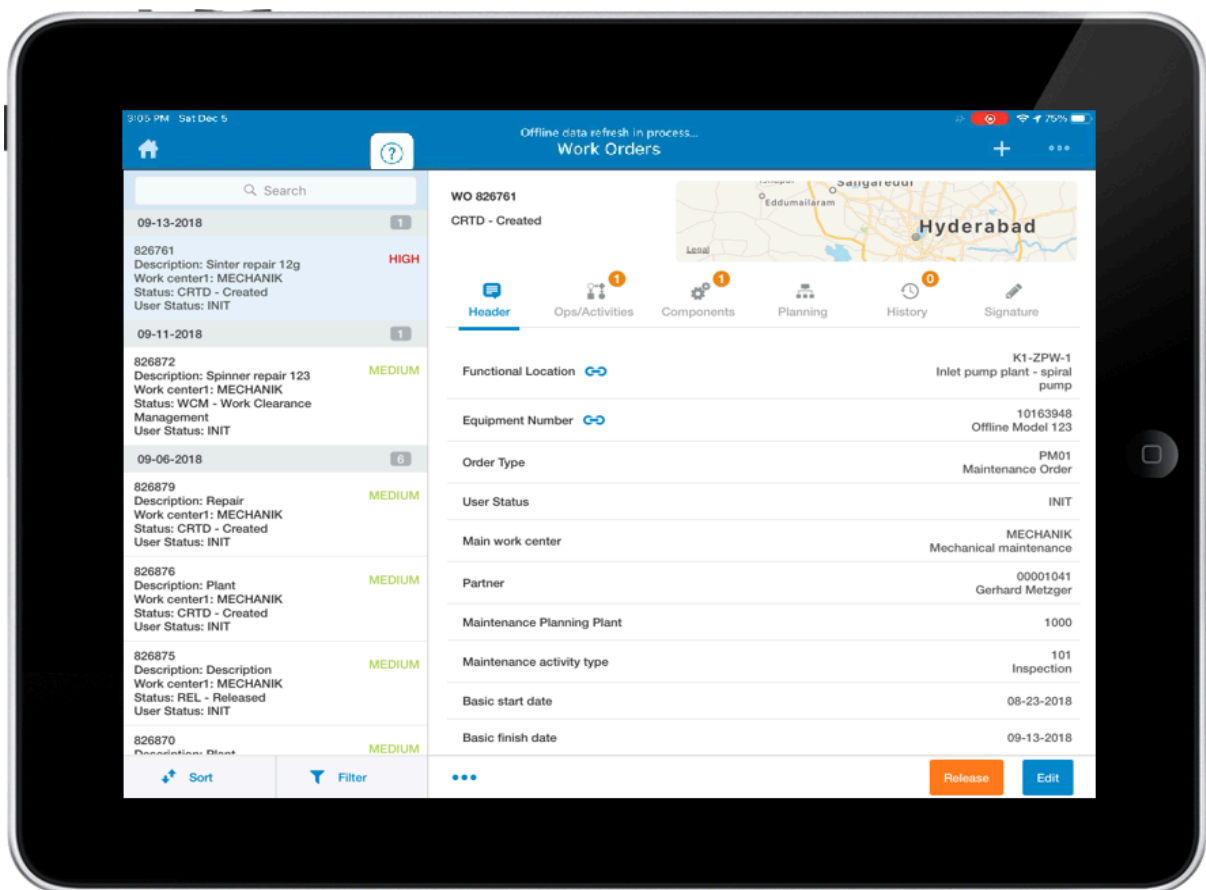 3:05 PM Sat Dec 5
75%
Offline data refresh in process...
Work Orders
Search
09-13-2018
1
826761
HIGH
Description: Sinter repair 12g
Work center1: MECHANIK
Status: CRTD - Created
User Status: INIT
09-11-2018
1
826872
MEDIUM
Description: Spinner repair 123
Work center1: MECHANIK
Status: WCM - Work Clearance
Management
User Status: INIT
09-06-2018
6
826879
MEDIUM
Description: Repair
Work center1: MECHANIK
Status: CRTD - Created
User Status: INIT
826876
MEDIUM
Description: Plant
Work center1: MECHANIK
Status: CRTD - Created
User Status: INIT
826875
MEDIUM
Description: Description
Work center1: MECHANIK
Status: REL - Released
User Status: INIT
826870
MEDIUM
Description: Plant
Sort
Filter
WO 826761
CRTD - Created
Sangareddi
Eddumailaram
Hyderabad
Legal
1
1
0
Header
Ops/Activities
Components
Planning
History
Signature
Functional Location
K1-ZPW-1
Inlet pump plant - spiral
pump
Equipment Number
10163948
Offline Model 123
Order Type
PM01
Maintenance Order
User Status
INIT
Main work center
MECHANIK
Mechanical maintenance
Partner
00001041
Gerhard Metzger
Maintenance Planning Plant
1000
Maintenance activity type
101
Inspection
Basic start date
08-23-2018
Basic finish date
09-13-2018
Release
Edit